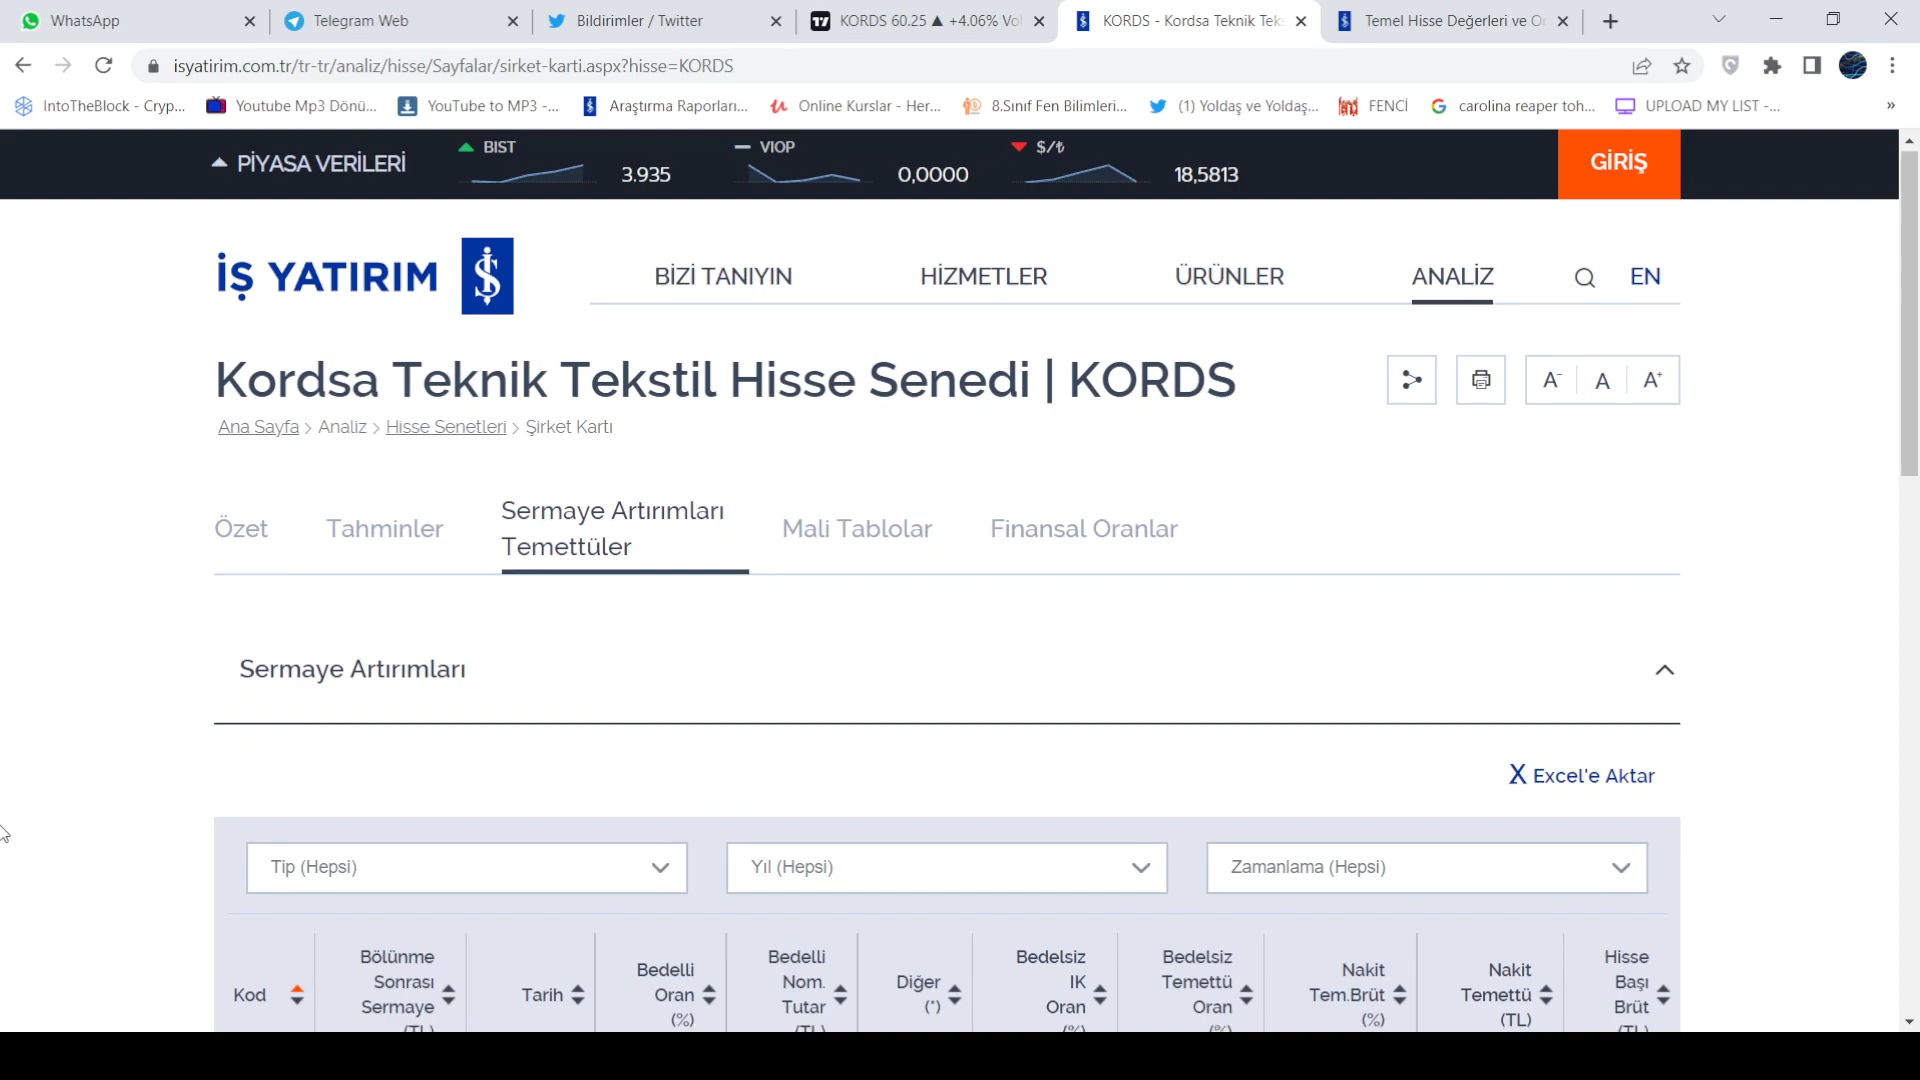 WhatsApp
Telegram Web
Bildirimler / Twitter
KORDS 60.25 ▲ +4.06%
KORDS - Kordsa Teknik
Temel Hisse Değerleri ve
isyatirim.com.tr/tr-tr/analiz/hisse/Sayfalar/sirket-karti.aspx?hisse=KORDS
IntoTheBlock - Cryp...
Youtube Mp3 Dönü...
YouTube to MP3 -...
Araştırma Raporları...
Online Kurslar - Her...
8.Sınıf Fen Bilimleri...
(1) Yoldaş ve Yoldaş...
FENCİ
carolina reaper toh...
UPLOAD MY LIST -...
»
PİYASA VERİLERİ
BIST
3.935
VIOP
0,0000
$/₺
18,5813
GİRİŞ
İŞ YATIRIM
BİZİ TANIYIN
HİZMETLER
ÜRÜNLER
ANALİZ
EN
Kordsa Teknik Tekstil Hisse Senedi | KORDS
A⁻ A A⁺
Ana Sayfa > Analiz > Hisse Senetleri > Şirket Kartı
Özet
Tahminler
Sermaye Artırımları
Temettüler
Mali Tablolar
Finansal Oranlar
Sermaye Artırımları
X Excel'e Aktar
Tip (Hepsi)
Yıl (Hepsi)
Zamanlama (Hepsi)
Kod
Bölünme
Sonrası
Sermaye
(TL)
Tarih
Bedelli
Oran
(%)
Bedelli
Nom.
Tutar
(TL)
Diğer
(*)
Bedelsiz
IK
Oran
(%)
Bedelsiz
Temettü
Oran
(%)
Nakit
Tem.Brüt
(%)
Nakit
Temettü
(TL)
Hisse
Başı
Brüt
(TL)